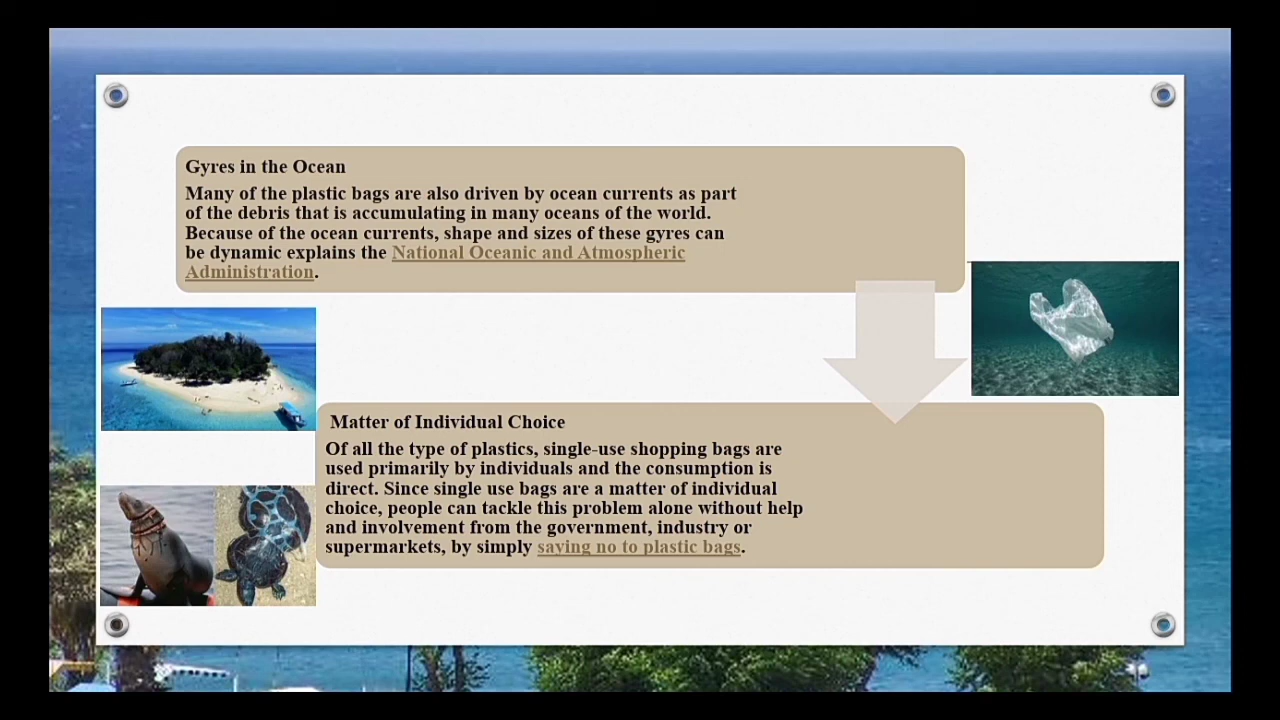 Gyres in the Ocean
Many of the plastic bags are also driven by ocean currents as part
of the debris that is accumulating in many oceans of the world.
Because of the ocean currents, shape and sizes of these gyres can
be dynamic explains the National Oceanic and Atmospheric
Administration.
Matter of Individual Choice
Of all the type of plastics, single-use shopping bags are
used primarily by individuals and the consumption is
direct. Since single use bags are a matter of individual
choice, people can tackle this problem alone without help
and involvement from the government, industry or
supermarkets, by simply saying no to plastic bags.